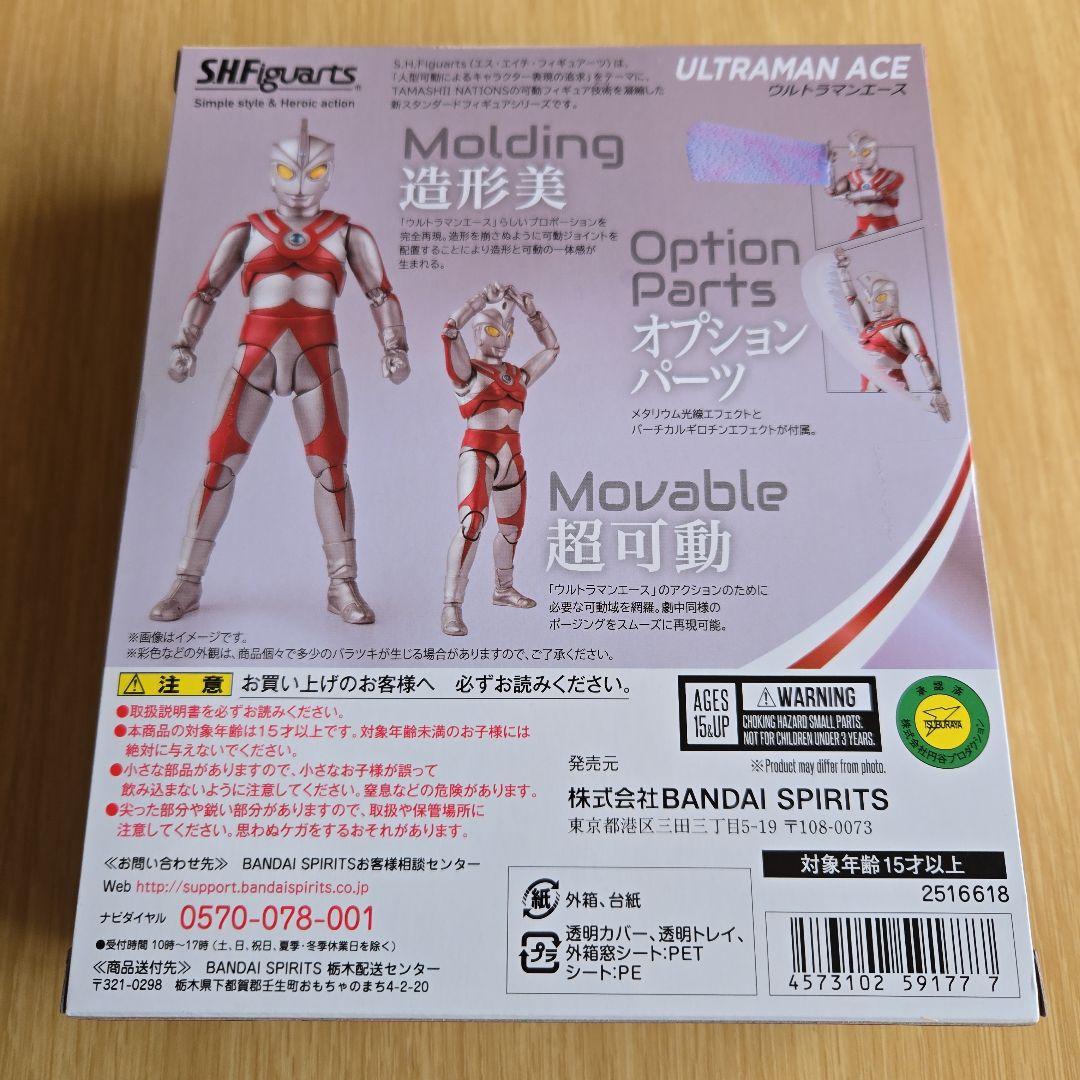 S.H.Figuarts®
Simple style & Heroic action
S.H.Figuarts（エス・エイチ・フィギュアーツ）は、
「人型可動によるキャラクター表現の追求」をテーマに、
TAMASHII NATIONSの可動フィギュア技術を凝縮した
新スタンダードフィギュアシリーズです。
ULTRAMAN ACE
ウルトラマンエース
Molding
造形美
「ウルトラマンエース」らしいプロポーションを
完全再現。造形を崩さぬように可動ジョイントを
配置することにより造形と可動の一体感が
生まれる。
Option
Parts
オプション
パーツ
メタリウム光線エフェクトと
バーチカルギロチンエフェクトが付属。
Movable
超可動
「ウルトラマンエース」のアクションのために
必要な可動域を網羅。劇中同様の
ポージングをスムーズに再現可能。
※画像はイメージです。
※彩色などの外観は、商品個々で多少のバラツキが生じる場合がありますので、ご了承ください。
注意 お買い上げのお客様へ 必ずお読みください。
●取扱説明書を必ずお読みください。
●本商品の対象年齢は15才以上です。対象年齢未満のお子様には
絶対に与えないでください。
●小さな部品がありますので、小さなお子様が誤って
飲み込まないように注意してください。窒息などの危険があります。
●尖った部分や鋭い部分がありますので、取扱や保管場所に
注意してください。思わぬケガをするおそれがあります。
≪お問い合わせ先≫ BANDAI SPIRITSお客様相談センター
Web http://support.bandaispirits.co.jp
ナビダイヤル 0570-078-001
●受付時間 10時〜17時（土、日、祝日、夏季・冬季休業日を除く）
≪商品送付先≫ BANDAI SPIRITS 栃木配送センター
〒321-0298 栃木県下都賀郡壬生町おもちゃのまち4-2-20
AGES
15&UP
WARNING
CHOKING HAZARD SMALL PARTS.
NOT FOR CHILDREN UNDER 3 YEARS.
※Product may differ from photo.
承認済
TSUBURAYA
株式会社円谷プロダクション
発売元
株式会社BANDAI SPIRITS
東京都港区三田三丁目5-19 〒108-0073
対象年齢15才以上
2516618
紙 外箱、台紙
プラ 透明カバー、透明トレイ、
外箱窓シート:PET
シート:PE
4573102 59177 7